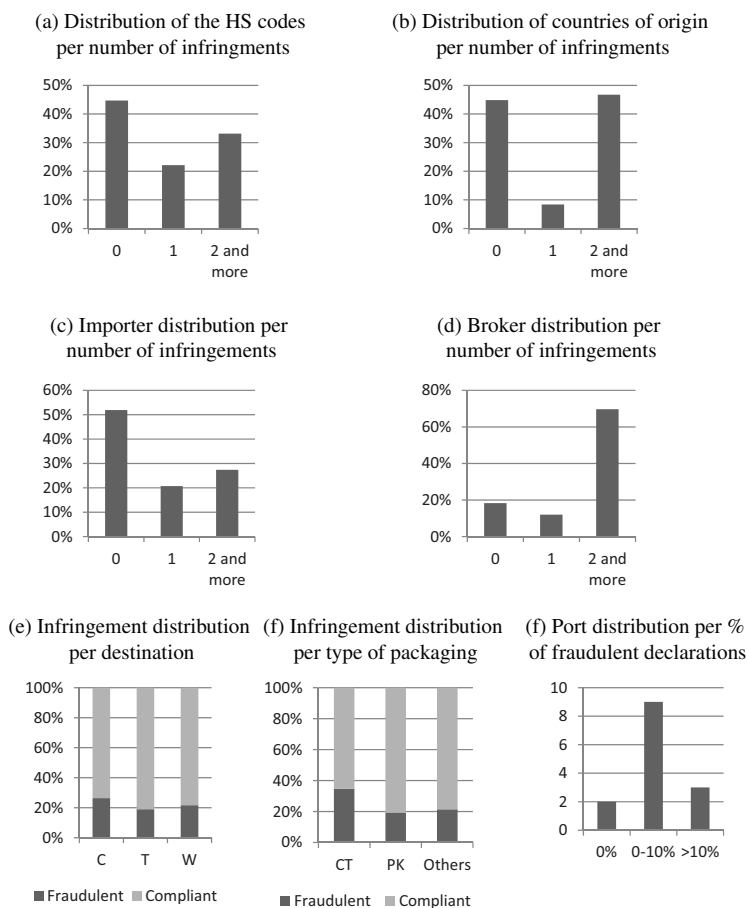 (a) Distribution of the HS codes
per number of infringments
50%
40%
30%
20%
10%
0%
0
1
2 and
more
(b) Distribution of countries of origin
per number of infringments
50%
40%
30%
20%
10%
0%
0
1
2 and
more
(c) Importer distribution per
number of infringements
60%
50%
40%
30%
20%
10%
0%
0
1
2 and
more
(d) Broker distribution per
number of infringements
80%
60%
40%
20%
0%
0
1
2 and
more
(e) Infringement distribution
per destination
100%
80%
60%
40%
20%
0%
C
T
W
Fraudulent
Compliant
(f) Infringement distribution
per type of packaging
100%
80%
60%
40%
20%
0%
CT
PK
Others
Fraudulent
Compliant
(f) Port distribution per %
of fraudulent declarations
10
8
6
4
2
0
0%
0-10%
>10%